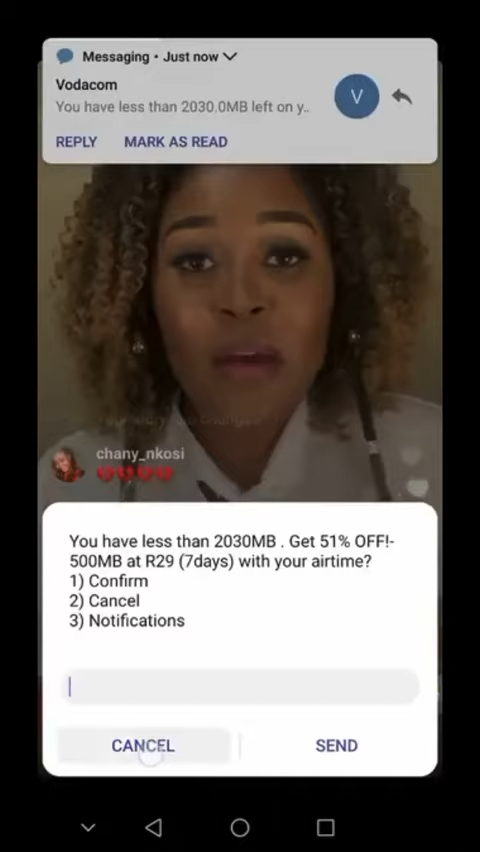 Messaging • Just now
Vodacom
You have less than 2030.0MB left on y..
V
REPLY MARK AS READ
chany_nkosi
You have less than 2030MB . Get 51% OFF!-
500MB at R29 (7days) with your airtime?
1) Confirm
2) Cancel
3) Notifications
CANCEL SEND